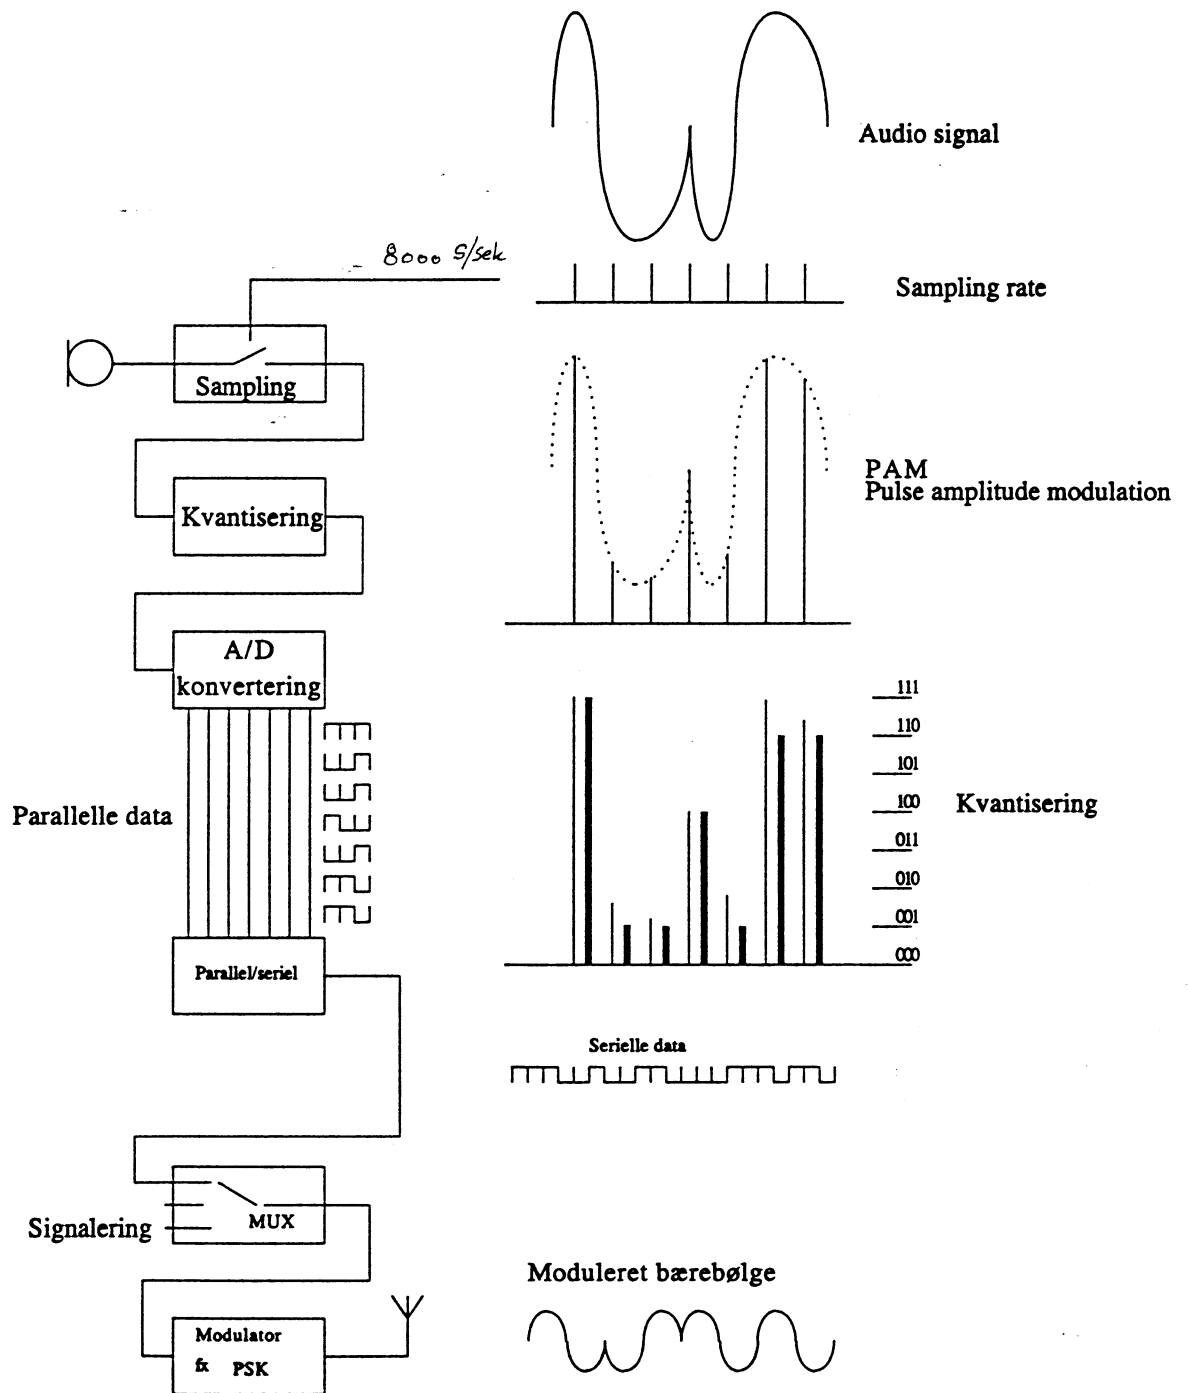 Audio signal
8000 S/sek
Sampling rate
Sampling
PAM
Pulse amplitude modulation
Kvantisering
A/D
konvertering
111
110
101
100
011
010
001
000
Kvantisering
Parallelle data
Parallel/seriel
Serielle data
Signalering
MUX
Moduleret bærebølge
Modulator
fx PSK